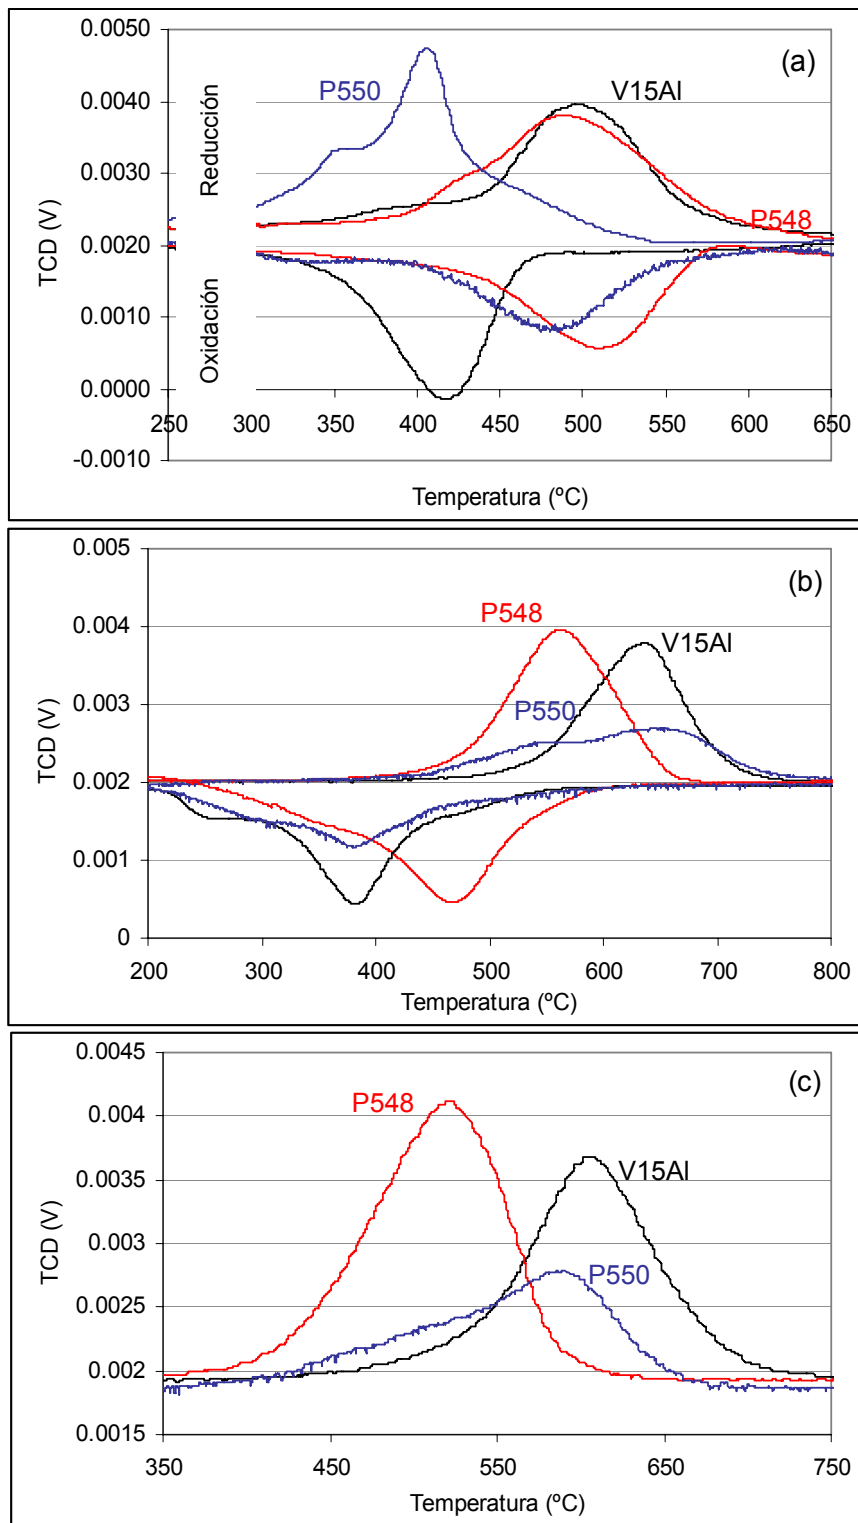 (a)
0.0050
0.0040
0.0030
0.0020
0.0010
0.0000
-0.0010
TCD (V)
Reducción
Oxidación
P550
V15Al
P548
250 300 350 400 450 500 550 600 650
Temperatura (ºC)
(b)
0.005
0.004
0.003
0.002
0.001
0
TCD (V)
P548
V15Al
P550
200 300 400 500 600 700 800
Temperatura (ºC)
(c)
0.0045
0.004
0.0035
0.003
0.0025
0.002
0.0015
TCD (V)
P548
V15Al
P550
350 450 550 650 750
Temperatura (ºC)